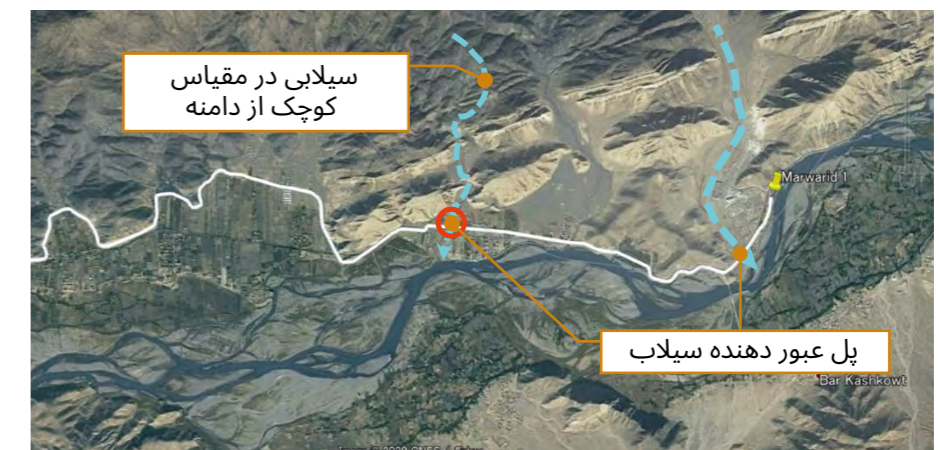 سیلابی در مقیاس
کوچک از دامنه
Marwarid 1
پل عبور دهنده سیلاب
Bar Kashkowt